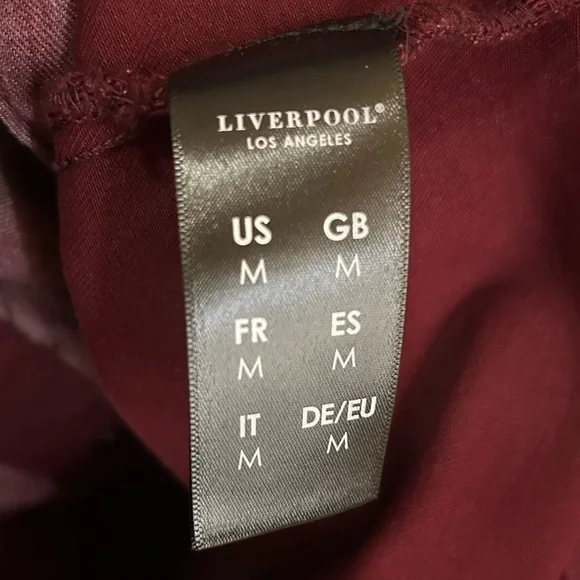 LIVERPOOL®
LOS ANGELES
US GB
M M
FR ES
M M
IT DE/EU
M M